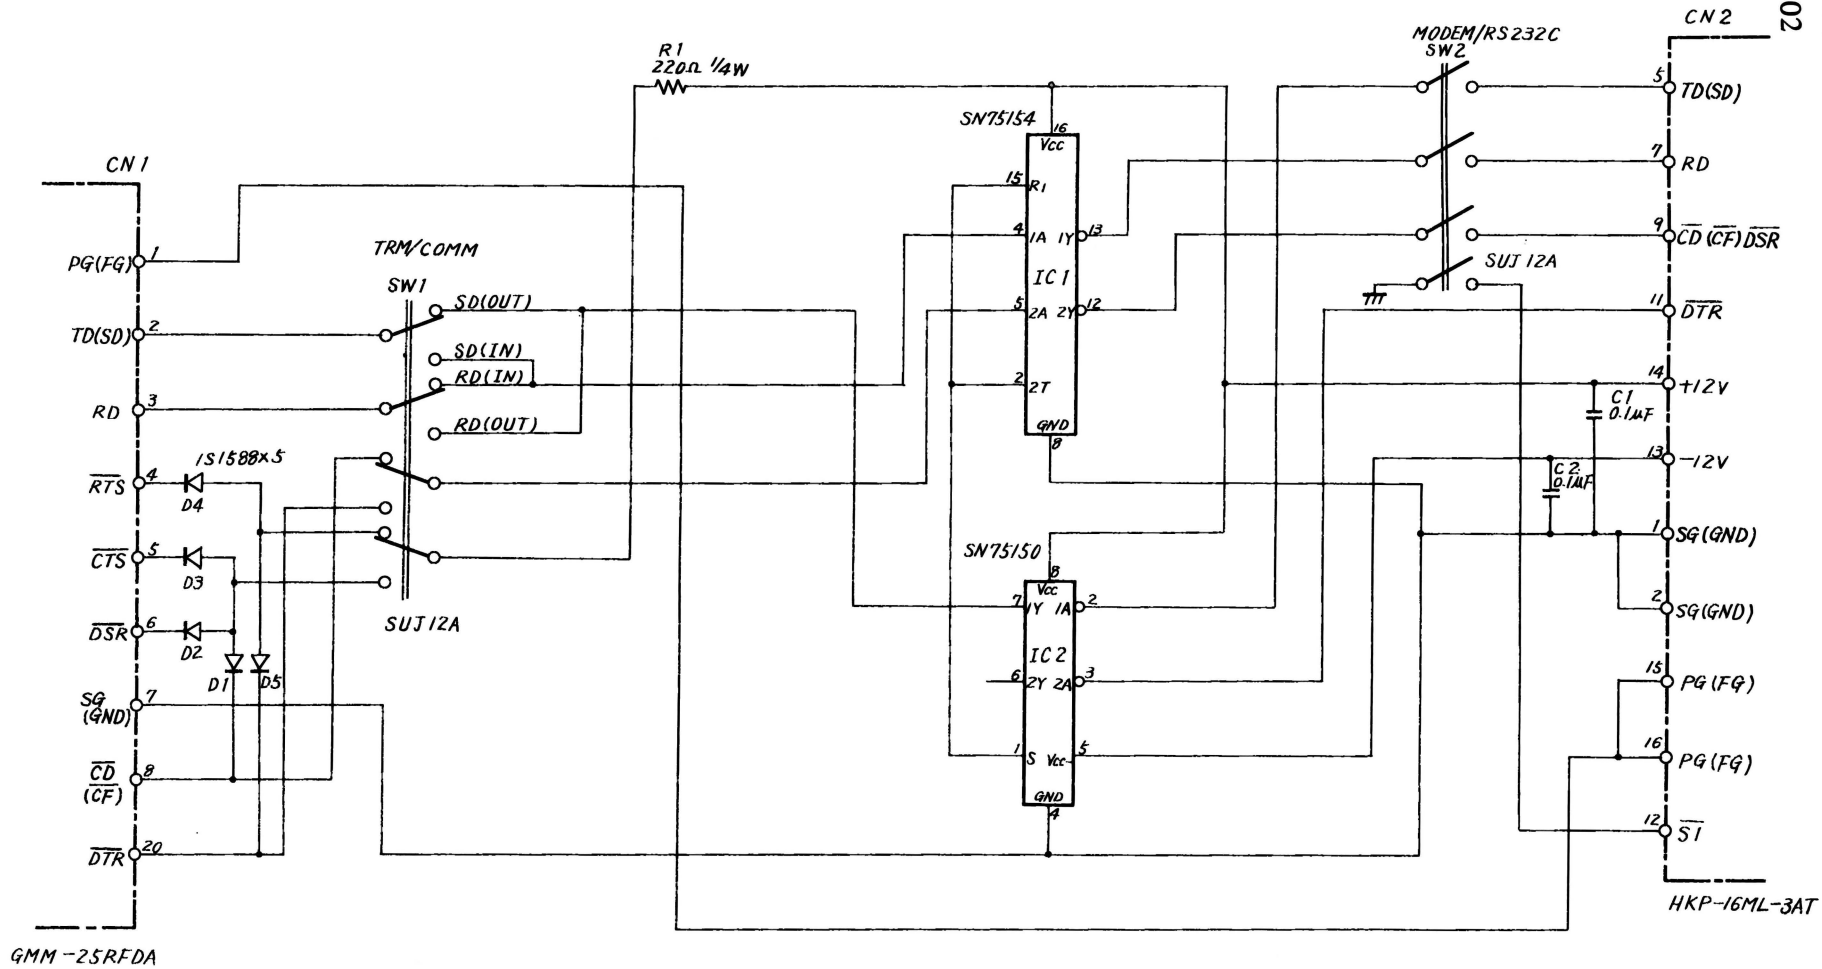 02
CN2
MODEM/RS232C
SW2
R1
220Ω 1/4W
5
TD(SD)
SN75154
16
Vcc
CN1
7
RD
15
R1
4
1A
1Y
13
9
CD (CF) DSR
SUJ12A
TRM/COMM
1
PG(FG)
IC1
SW1
SD(OUT)
5
2A
2Y
12
11
DTR
2
TD(SD)
SD(IN)
RD(IN)
2
2T
14
+12V
C1
0.1μF
3
RD
RD(OUT)
GND
8
1S1588x5
13
-12V
C2
0.1μF
4
RTS
D4
1
SG(GND)
SN75150
5
CTS
D3
8
Vcc
7
1Y
1A
2
2
SG(GND)
SUJ12A
6
DSR
D2
IC2
D1
D5
6
2Y
2A
3
15
PG(FG)
7
SG
(GND)
1
S
Vcc-
5
16
PG(FG)
8
CD
(CF)
GND
4
12
SI
20
DTR
HKP-16ML-3AT
GMM-25RFDA